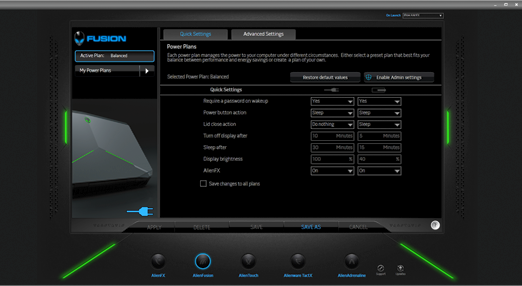 On Launch:
FUSION
Active Plan: Balanced
My Power Plans
Quick Settings
Advanced Settings
Power Plans
Each power plan manages the power to your computer under different circumstances. Either select a preset plan that best fits your
balance between performance and energy savings or create a plan of your own.
Selected Power Plan: Balanced
Restore default values
Enable Admin settings
Quick Settings
Require a password on wakeup Yes Yes
Power button action Sleep Sleep
Lid close action Do nothing Sleep
Turn off display after 10 Minutes 5 Minutes
Sleep after 30 Minutes 15 Minutes
Display brightness 100 % 40 %
AlienFX On On
Save changes to all plans
APPLY DELETE SAVE SAVE AS CANCEL
AlienFX AlienFusion AlienTouch Alienware TactX AlienAdrenaline